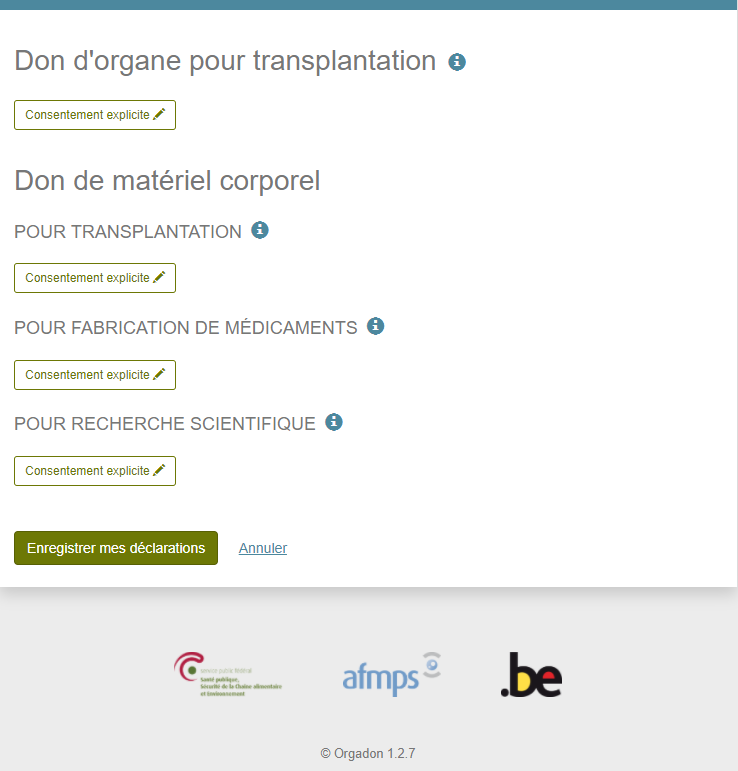 Don d'organe pour transplantation
Consentement explicite
Don de matériel corporel
POUR TRANSPLANTATION
Consentement explicite
POUR FABRICATION DE MÉDICAMENTS
Consentement explicite
POUR RECHERCHE SCIENTIFIQUE
Consentement explicite
Enregistrer mes déclarations Annuler
service public fédéral
Santé publique,
Sécurité de la Chaîne alimentaire
et Environnement
afmps
.be
© Orgadon 1.2.7